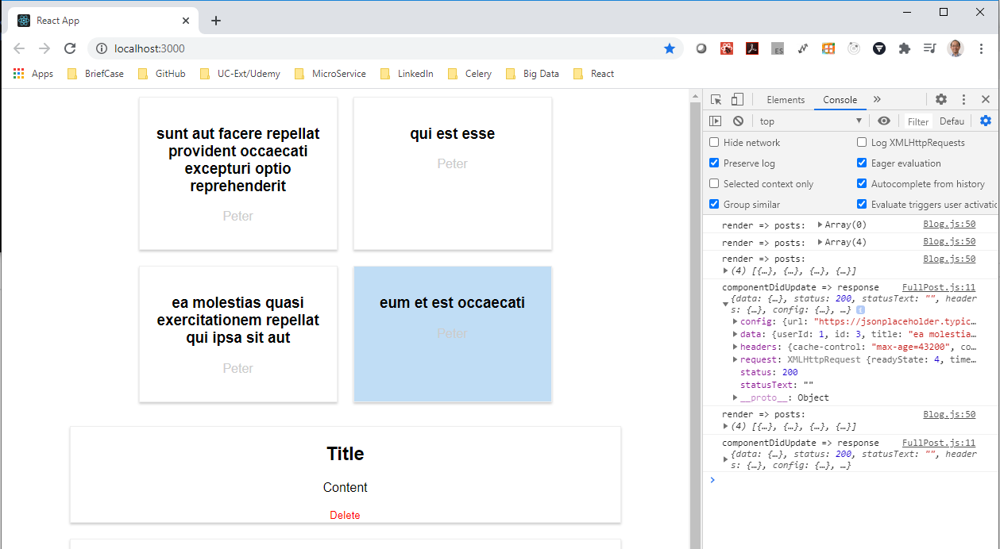 React App
localhost:3000
ES
Apps BriefCase GitHub UC-Ext/Udemy MicroService LinkedIn Celery Big Data React
sunt aut facere repellat
provident occaecati
excepturi optio
reprehenderit
Peter
qui est esse
Peter
ea molestias quasi
exercitationem repellat
qui ipsa sit aut
Peter
eum et est occaecati
Peter
Title
Content
Delete
Elements Console »
top Filter Defau
Hide network Log XMLHttpRequests
Preserve log Eager evaluation
Selected context only Autocomplete from history
Group similar Evaluate triggers user activatio
render => posts: ▶Array(0) Blog.js:50
render => posts: ▶Array(4) Blog.js:50
render => posts: Blog.js:50
▶(4) [{…}, {…}, {…}, {…}]
componentDidUpdate => response FullPost.js:11
{data: {…}, status: 200, statusText: "", header
▼s: {…}, config: {…}, …} i
▶config: {url: "https://jsonplaceholder.typic…
▶data: {userId: 1, id: 3, title: "ea molestia…
▶headers: {cache-control: "max-age=43200", co…
▶request: XMLHttpRequest {readyState: 4, time…
status: 200
statusText: ""
▶__proto__: Object
render => posts: Blog.js:50
▶(4) [{…}, {…}, {…}, {…}]
componentDidUpdate => response FullPost.js:11
{data: {…}, status: 200, statusText: "", header
▶s: {…}, config: {…}, …}
>